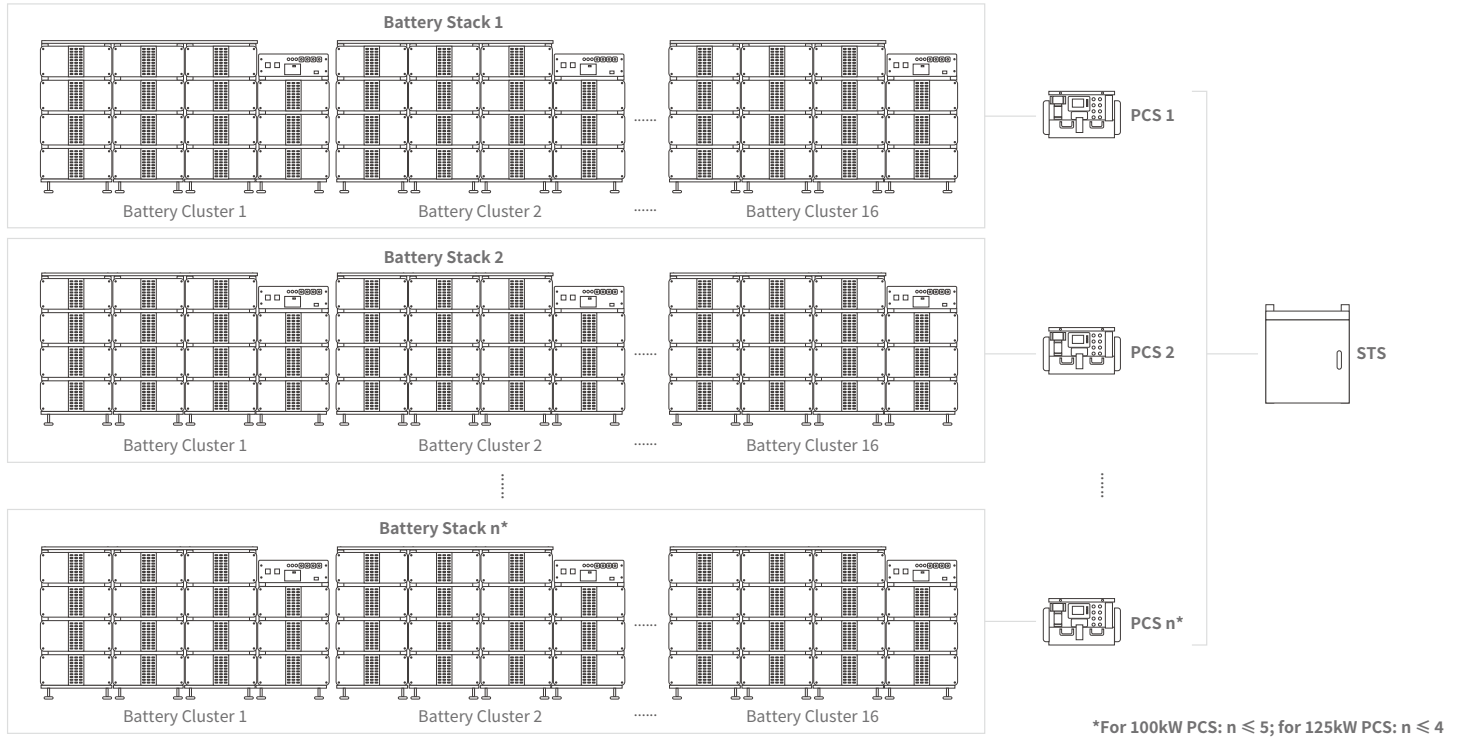 Battery Stack 1
......
PCS 1
Battery Cluster 1
Battery Cluster 2
......
Battery Cluster 16
Battery Stack 2
......
PCS 2
STS
Battery Cluster 1
Battery Cluster 2
......
Battery Cluster 16
Battery Stack n*
......
PCS n*
Battery Cluster 1
Battery Cluster 2
......
Battery Cluster 16
*For 100kW PCS: n ≤ 5; for 125kW PCS: n ≤ 4